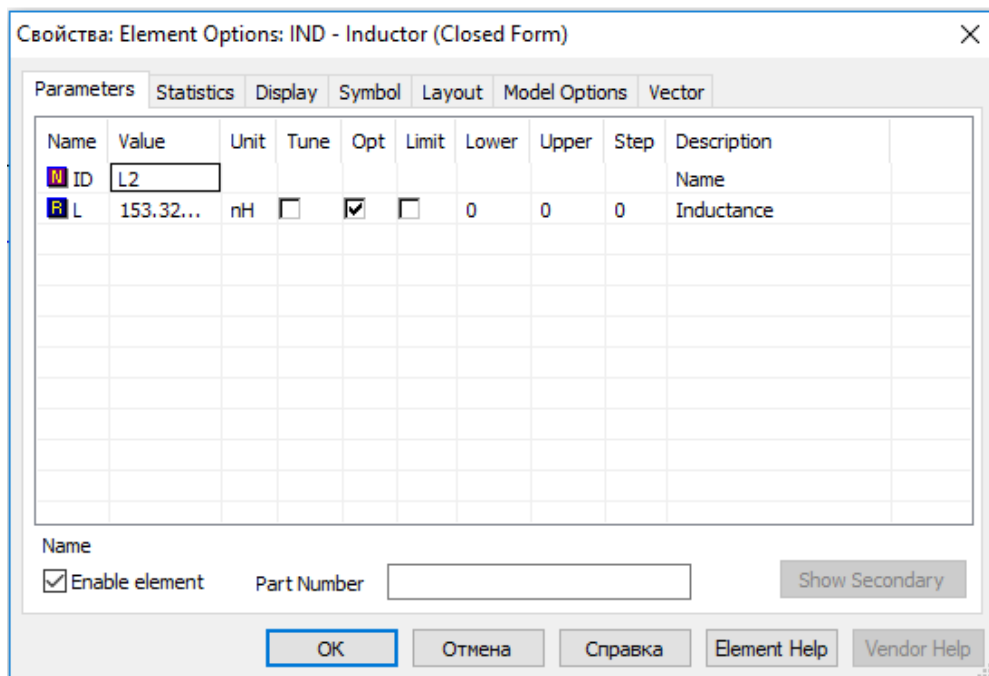 Свойства: Element Options: IND - Inductor (Closed Form)
Parameters Statistics Display Symbol Layout Model Options Vector
Name Value Unit Tune Opt Limit Lower Upper Step Description
N ID L2 Name
R L 153.32... nH 0 0 0 Inductance
Name
Enable element Part Number Show Secondary
OK Отмена Справка Element Help Vendor Help